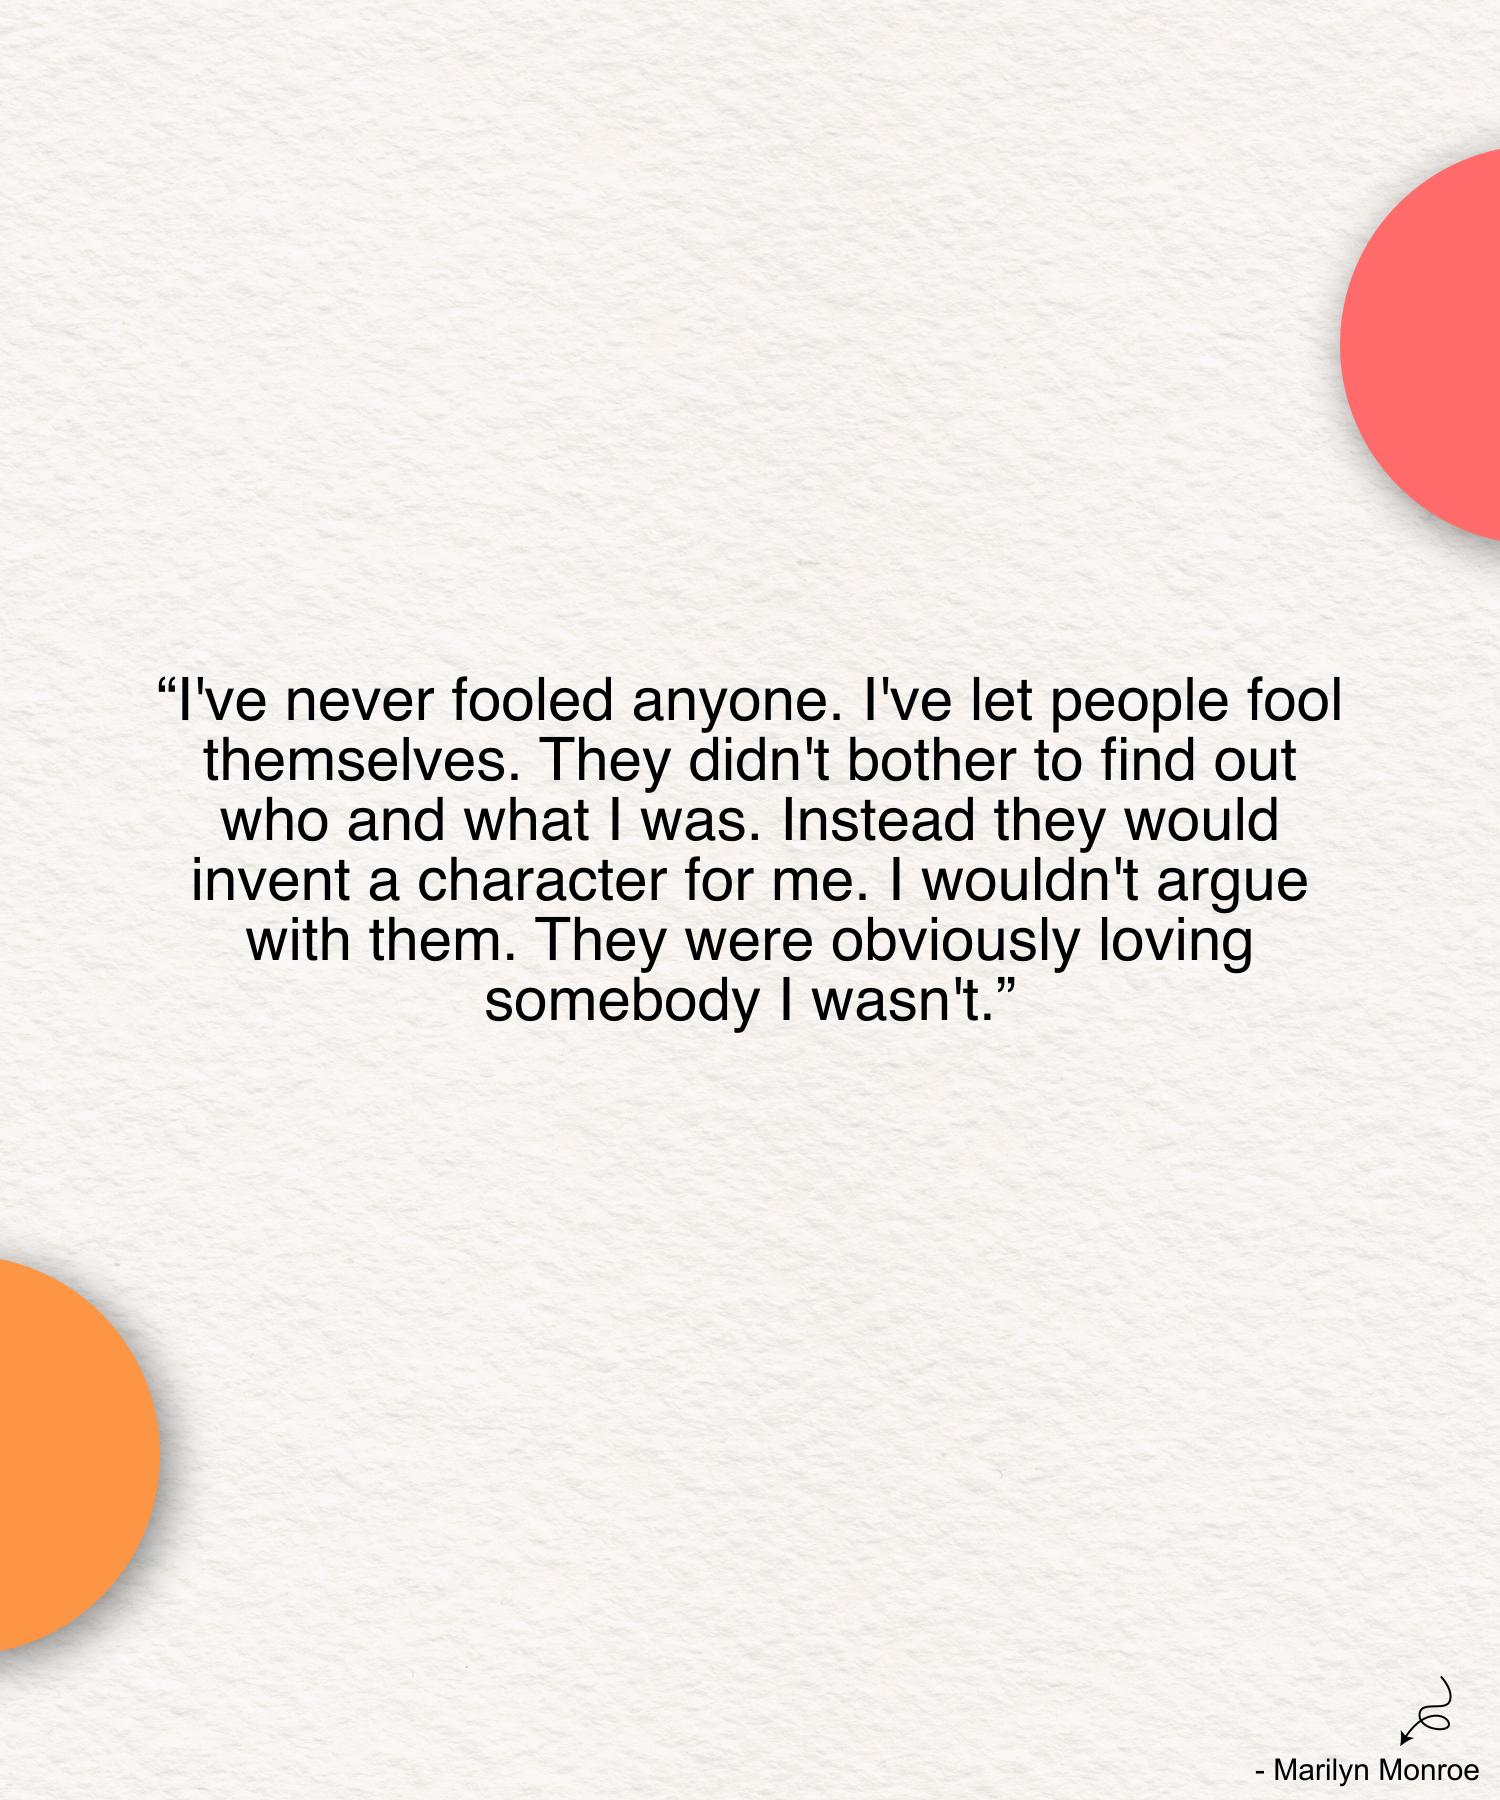 “I've never fooled anyone. I've let people fool
themselves. They didn't bother to find out
who and what I was. Instead they would
invent a character for me. I wouldn't argue
with them. They were obviously loving
somebody I wasn't.”
- Marilyn Monroe